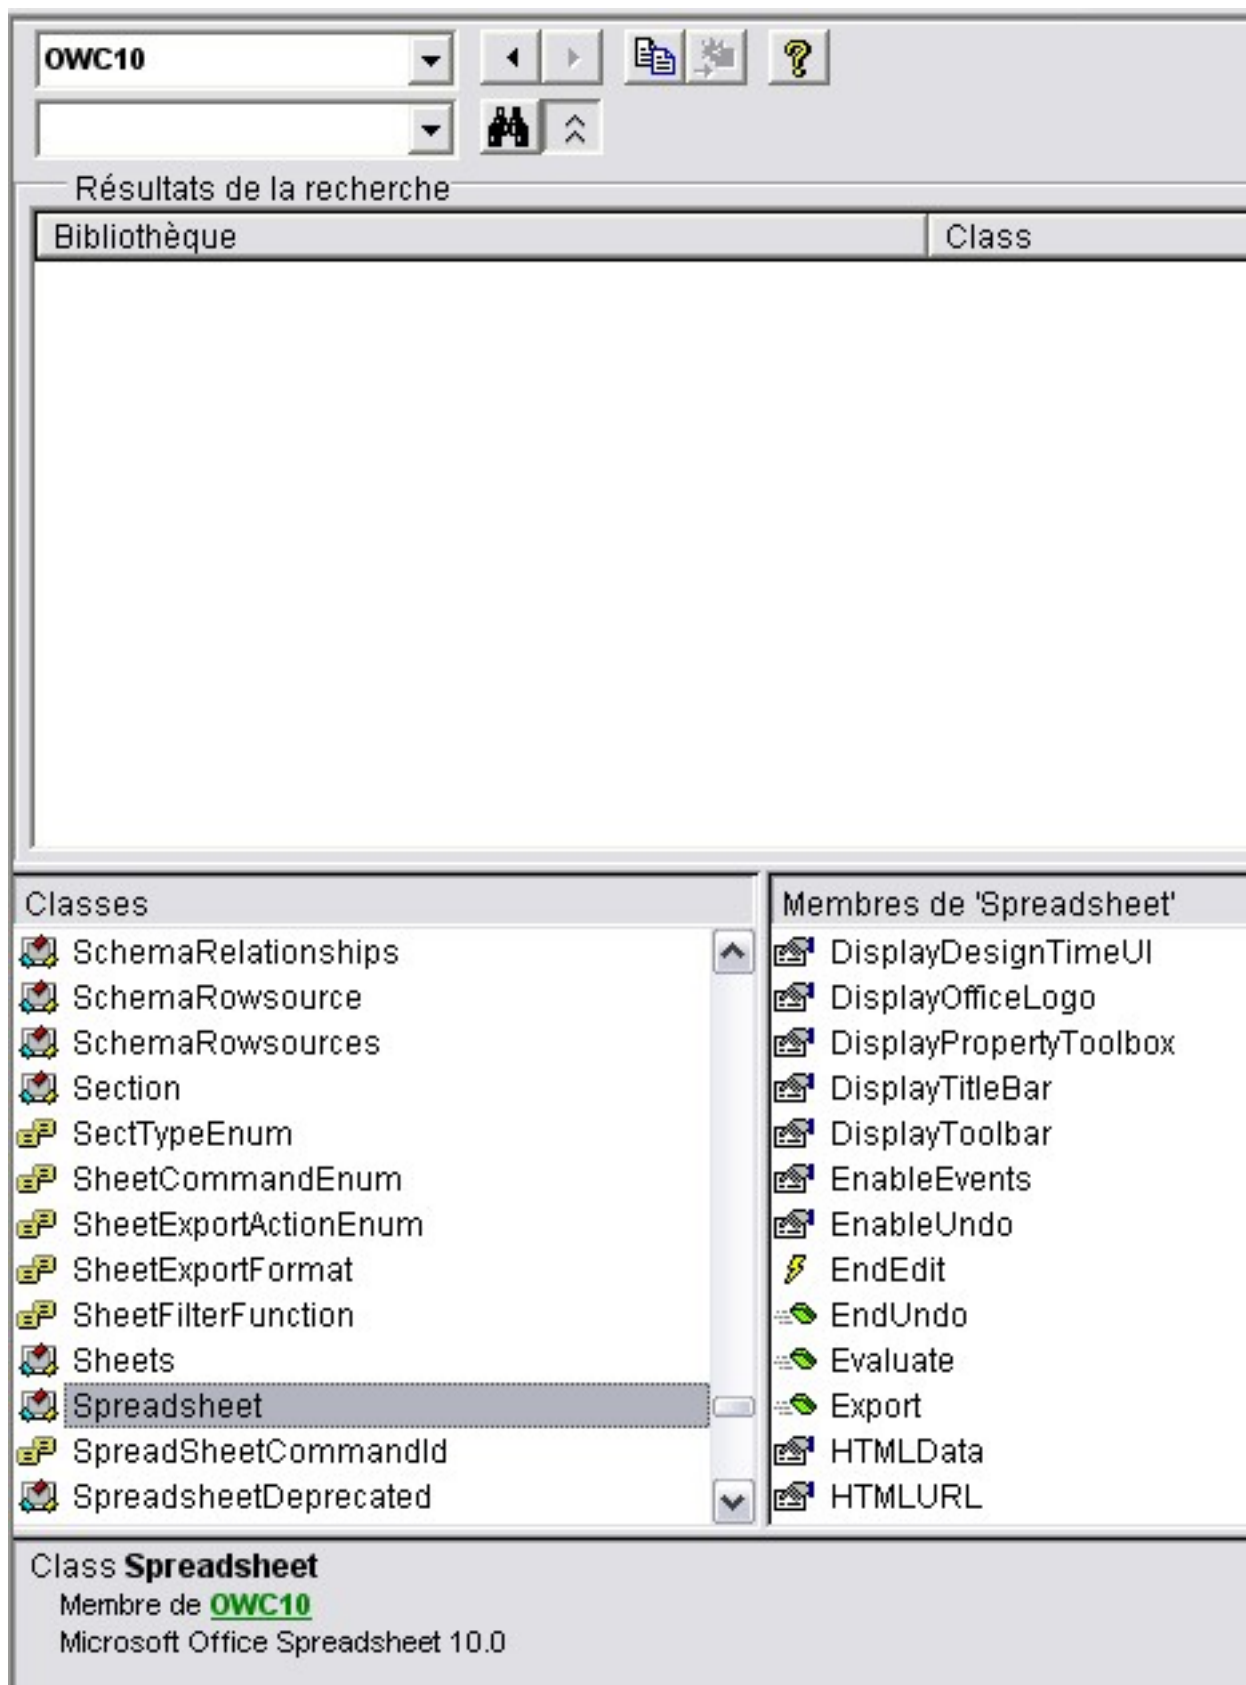 OWC10
Résultats de la recherche
Bibliothèque Class
Classes
SchemaRelationships
SchemaRowsource
SchemaRowsources
Section
SectTypeEnum
SheetCommandEnum
SheetExportActionEnum
SheetExportFormat
SheetFilterFunction
Sheets
Spreadsheet
SpreadSheetCommandId
SpreadsheetDeprecated
Membres de 'Spreadsheet'
DisplayDesignTimeUI
DisplayOfficeLogo
DisplayPropertyToolbox
DisplayTitleBar
DisplayToolbar
EnableEvents
EnableUndo
EndEdit
EndUndo
Evaluate
Export
HTMLData
HTMLURL
Class Spreadsheet
Membre de OWC10
Microsoft Office Spreadsheet 10.0